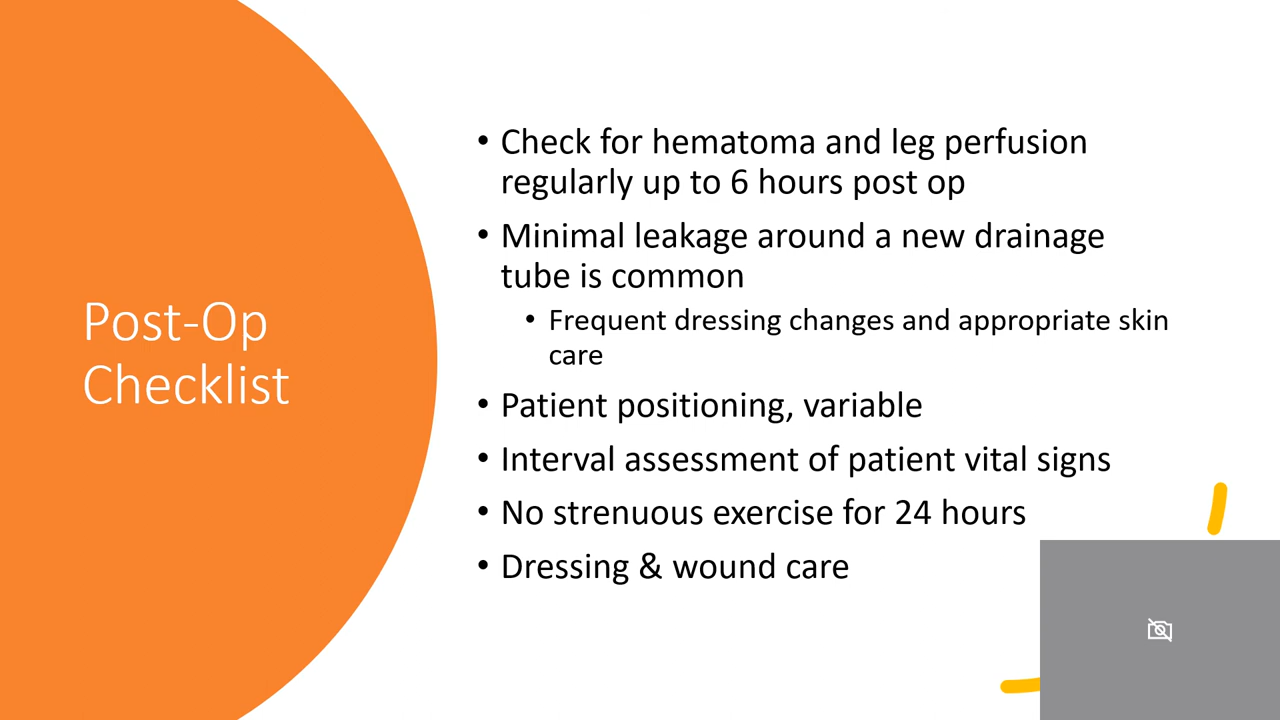 Post-Op
Checklist
• Check for hematoma and leg perfusion
regularly up to 6 hours post op
• Minimal leakage around a new drainage
tube is common
• Frequent dressing changes and appropriate skin
care
• Patient positioning, variable
• Interval assessment of patient vital signs
• No strenuous exercise for 24 hours
• Dressing & wound care